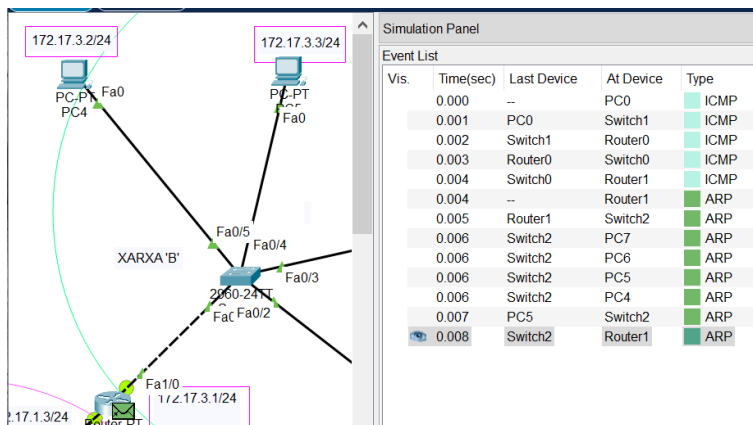 172.17.3.2/24
172.17.3.3/24
PC-PT
PC4
Fa0
PC-PT
PC5
Fa0
XARXA 'B'
Fa0/5
Fa0/4
Fa0/3
2960-24TT
Fa0/2
Fa1/0
172.17.3.1/24
.17.1.3/24
Router-PT
Simulation Panel
Event List
Vis. Time(sec) Last Device At Device Type
0.000 -- PC0 ICMP
0.001 PC0 Switch1 ICMP
0.002 Switch1 Router0 ICMP
0.003 Router0 Switch0 ICMP
0.004 Switch0 Router1 ICMP
0.004 -- Router1 ARP
0.005 Router1 Switch2 ARP
0.006 Switch2 PC7 ARP
0.006 Switch2 PC6 ARP
0.006 Switch2 PC5 ARP
0.006 Switch2 PC4 ARP
0.007 PC5 Switch2 ARP
0.008 Switch2 Router1 ARP